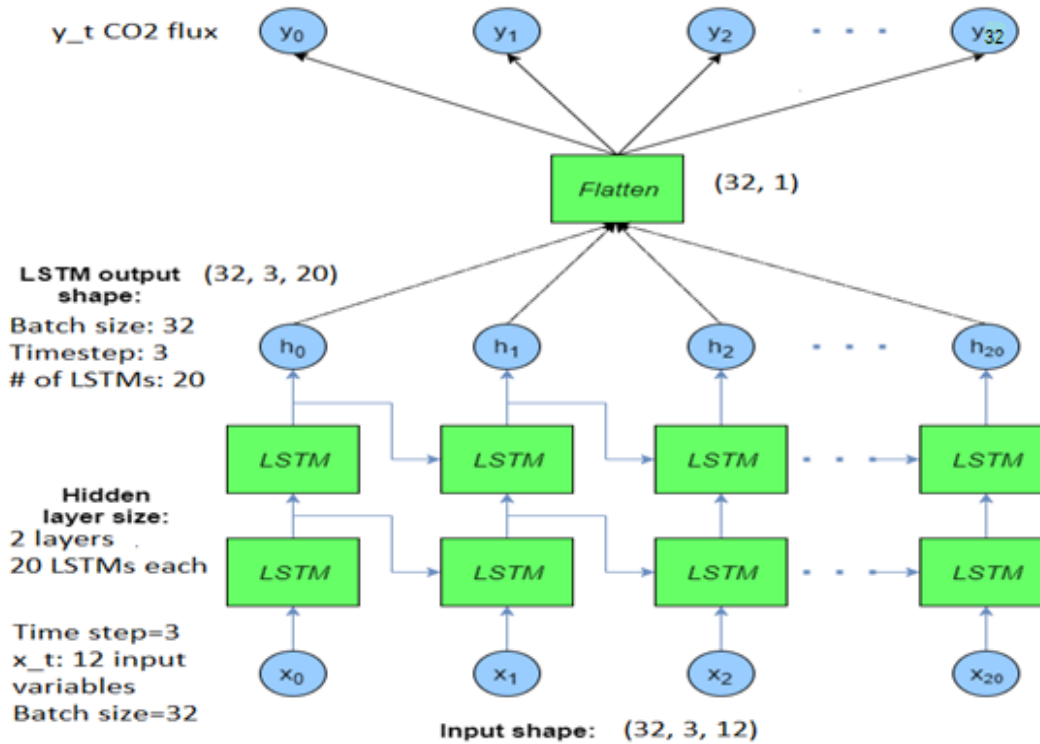 y_t CO2 flux
y0 y1 y2 y32
Flatten (32, 1)
LSTM output (32, 3, 20)
shape:
Batch size: 32
Timestep: 3
# of LSTMs: 20
h0 h1 h2 h20
LSTM LSTM LSTM LSTM
Hidden
layer size:
2 layers
20 LSTMs each
LSTM LSTM LSTM LSTM
Time step=3
x_t: 12 input
variables
Batch size=32
x0 x1 x2 x20
Input shape: (32, 3, 12)